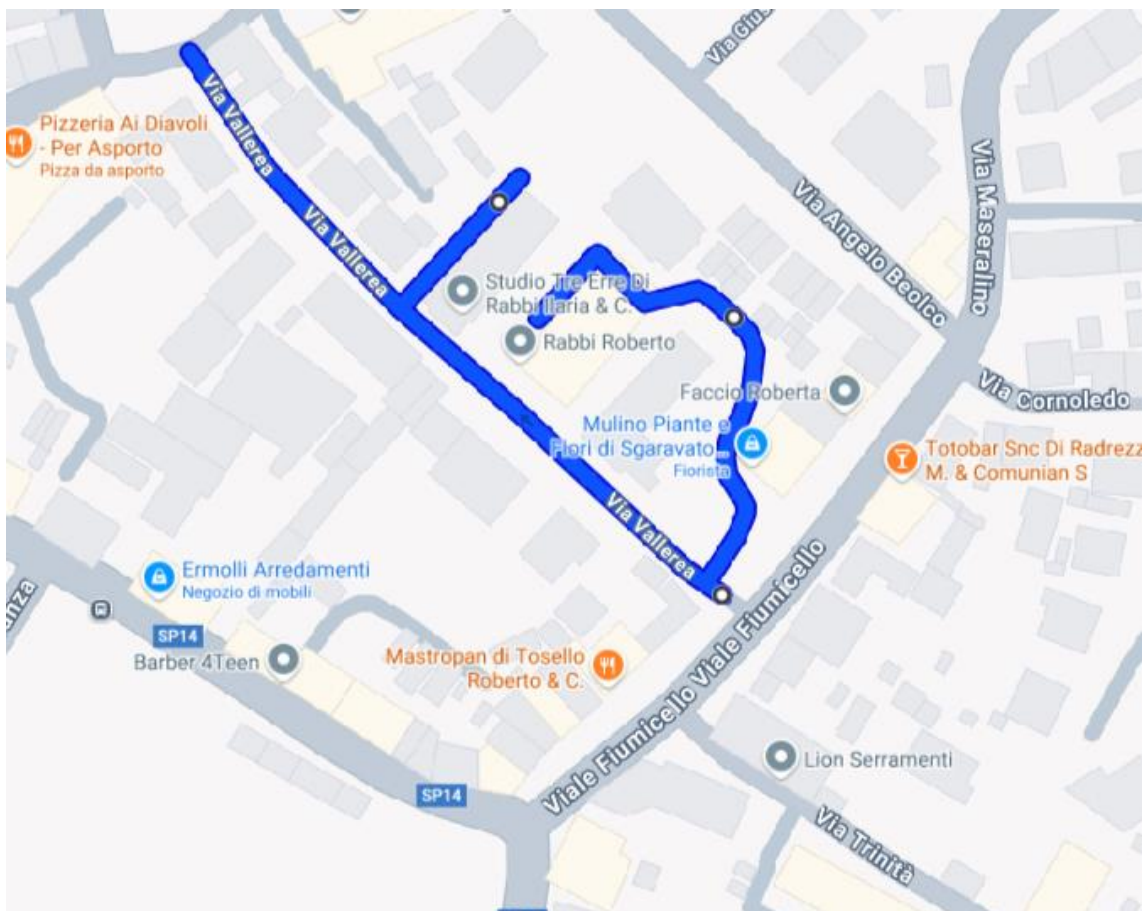 Via Giu
Via Vallerea
Pizzeria Ai Diavoli
- Per Asporto
Pizza da asporto
Via Maseralino
Via Vallerea
Via Angelo Beolco
Studio Tre Erre Di
Rabbi Ilaria & C.
Rabbi Roberto
Faccio Roberta
Via Cornoledo
Mulino Piante e
Fiori di Sgaravato...
Fiorista
Totobar Snc Di Radrezz
M. & Comunian S
Via Vallerea
Ermolli Arredamenti
Negozio di mobili
anza
SP14
Barber 4Teen
Mastropan di Tosello
Roberto & C.
Viale Fiumicello
Viale Fiumicello
Lion Serramenti
SP14
Via Trinità